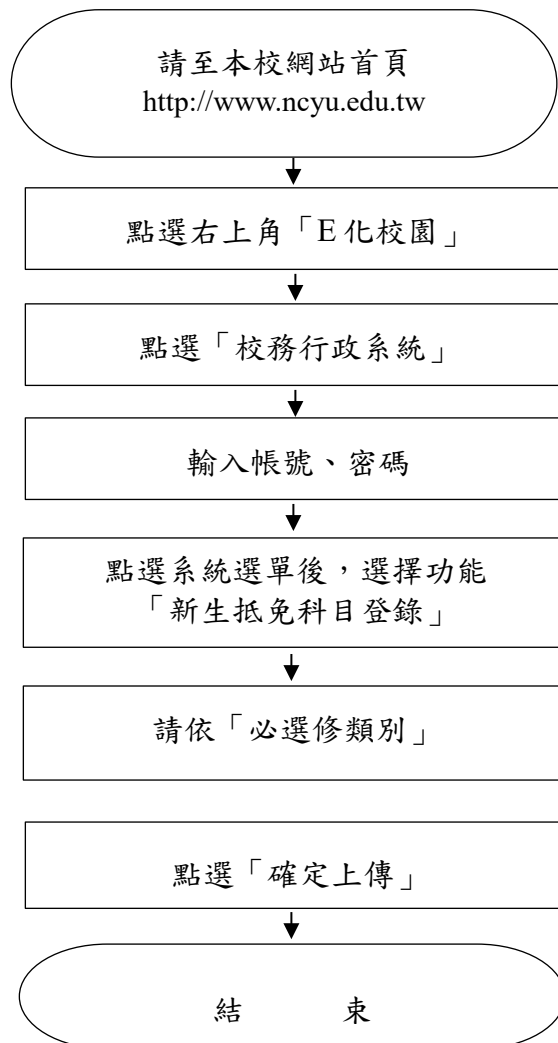 請至本校網站首頁
http://www.ncyu.edu.tw
點選右上角「E化校園」
點選「校務行政系統」
輸入帳號、密碼
點選系統選單後，選擇功能
「新生抵免科目登錄」
請依「必選修類別」
點選「確定上傳」
結　　束